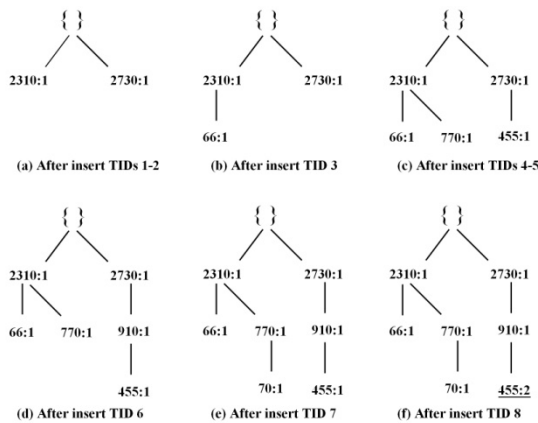 { } { } { }
2310:1 2730:1 2310:1 2730:1 2310:1 2730:1
66:1 66:1 770:1 455:1
(a) After insert TIDs 1-2 (b) After insert TID 3 (c) After insert TIDs 4-5
{ } { } { }
2310:1 2730:1 2310:1 2730:1 2310:1 2730:1
66:1 770:1 910:1 66:1 770:1 910:1 66:1 770:1 910:1
455:1 70:1 455:1 70:1 455:2
(d) After insert TID 6 (e) After insert TID 7 (f) After insert TID 8